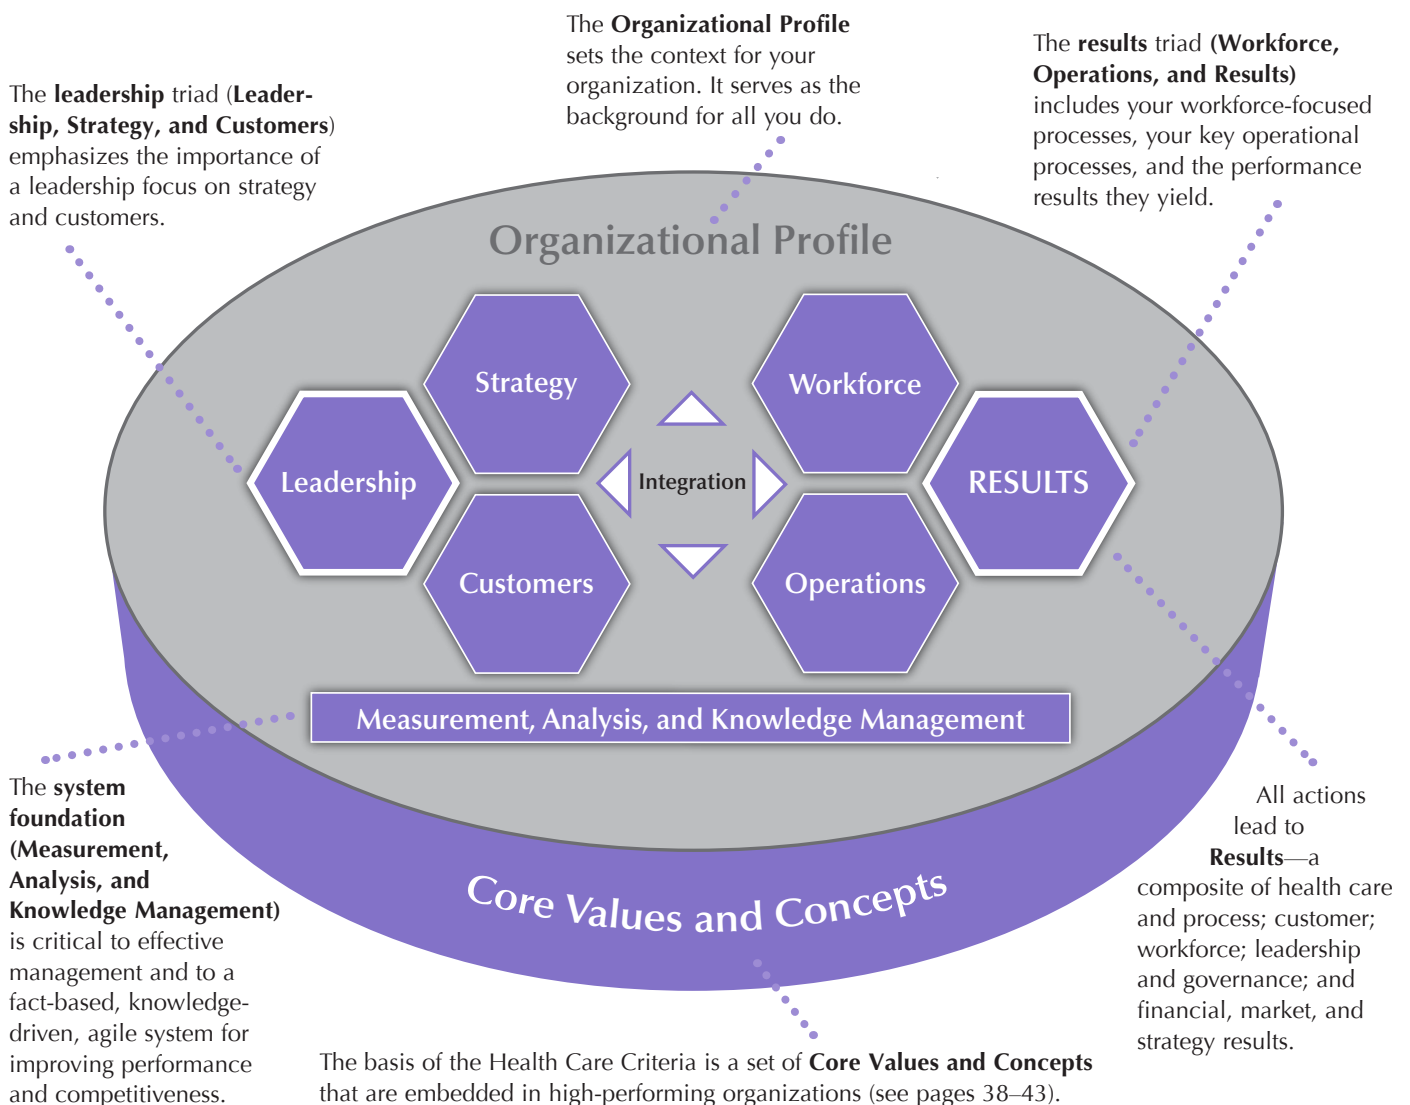 The Organizational Profile
sets the context for your
organization. It serves as the
background for all you do.
The results triad (Workforce,
Operations, and Results)
includes your workforce-focused
processes, your key operational
processes, and the performance
results they yield.
The leadership triad (Leader-
ship, Strategy, and Customers)
emphasizes the importance of
a leadership focus on strategy
and customers.
Organizational Profile
Strategy
Workforce
Leadership
Integration
RESULTS
Customers
Operations
Measurement, Analysis, and Knowledge Management
The system
foundation
(Measurement,
Analysis, and
Knowledge Management)
is critical to effective
management and to a
fact-based, knowledge-
driven, agile system for
improving performance
and competitiveness.
Core Values and Concepts
All actions
lead to
Results—a
composite of health care
and process; customer;
workforce; leadership
and governance; and
financial, market, and
strategy results.
The basis of the Health Care Criteria is a set of Core Values and Concepts
that are embedded in high-performing organizations (see pages 38–43).